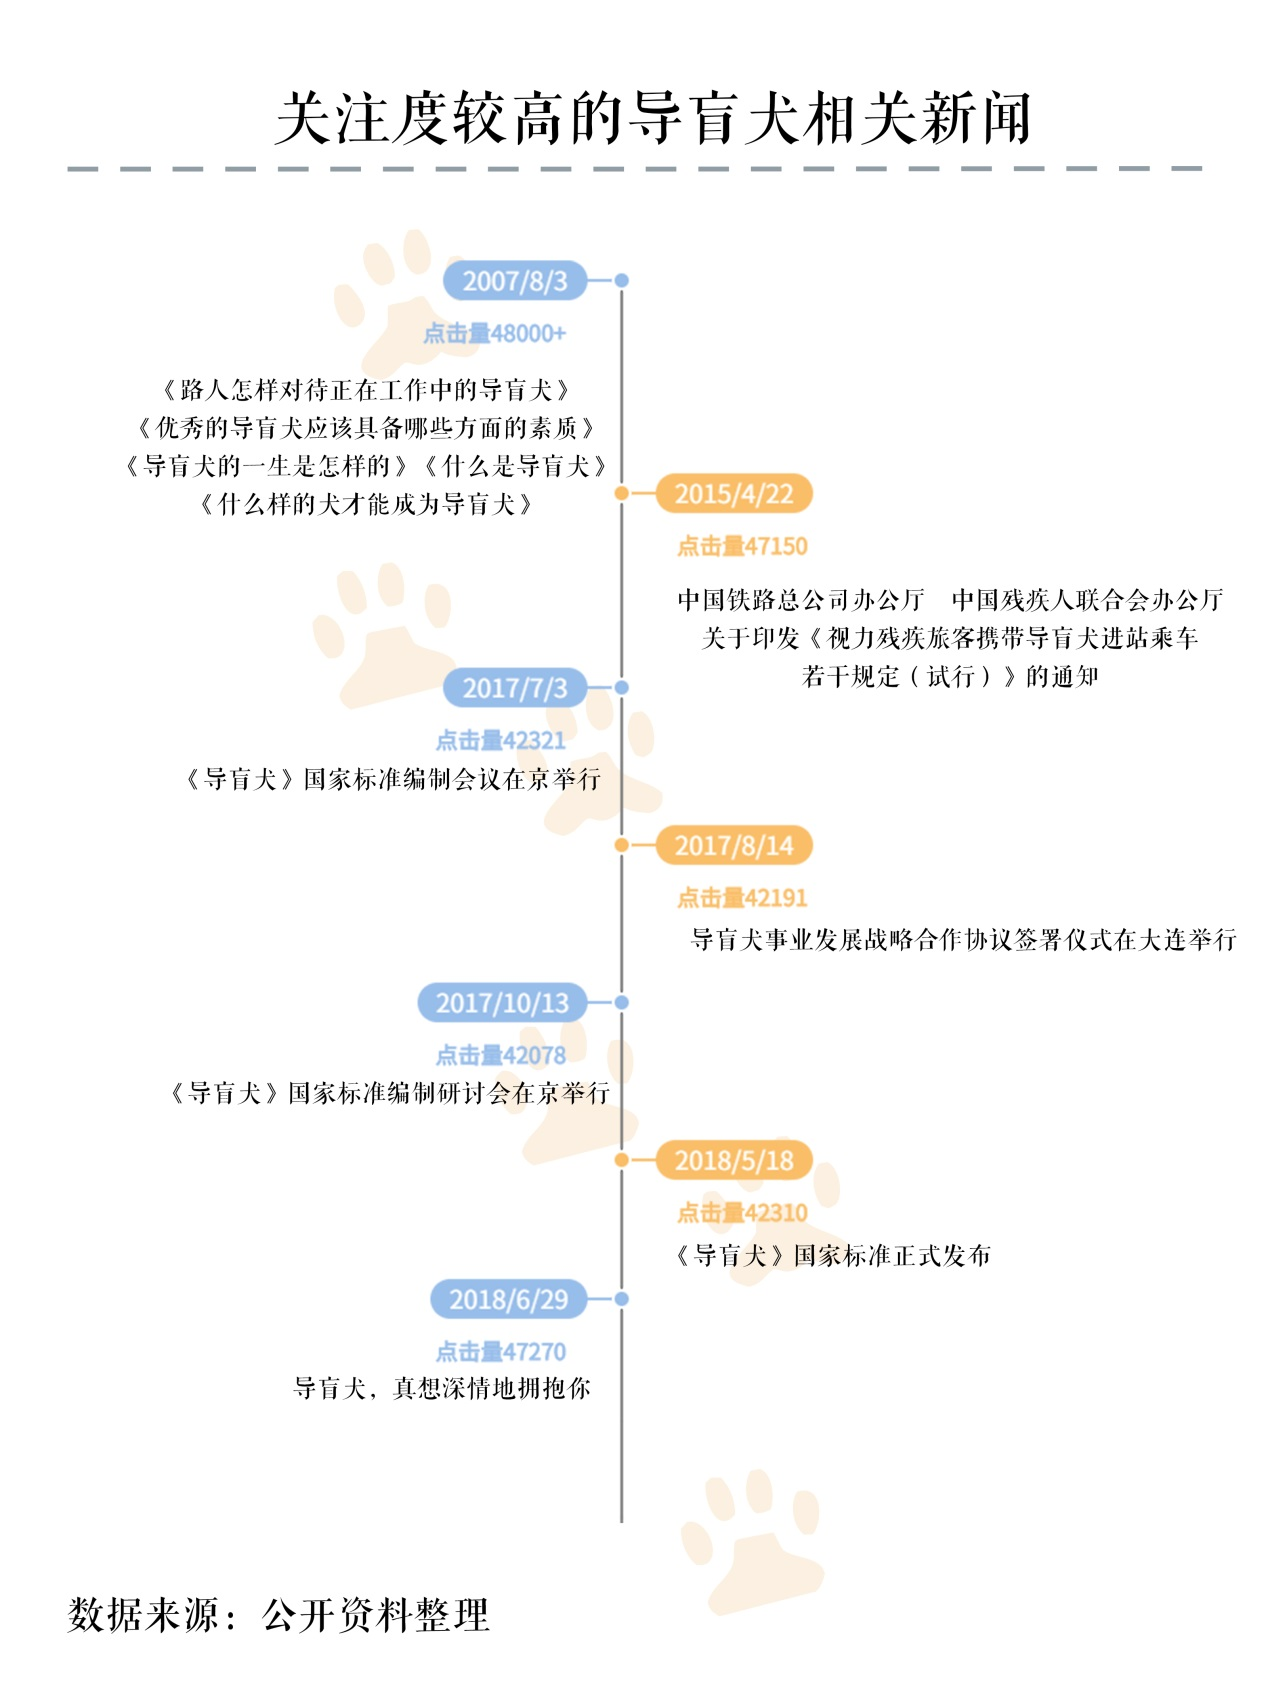 关注度较高的导盲犬相关新闻
2007/8/3
点击量48000+
《路人怎样对待正在工作中的导盲犬》
《优秀的导盲犬应该具备哪些方面的素质》
《导盲犬的一生是怎样的》《什么是导盲犬》
《什么样的犬才能成为导盲犬》
2015/4/22
点击量47150
中国铁路总公司办公厅　中国残疾人联合会办公厅
关于印发《视力残疾旅客携带导盲犬进站乘车
若干规定（试行）》的通知
2017/7/3
点击量42321
《导盲犬》国家标准编制会议在京举行
2017/8/14
点击量42191
导盲犬事业发展战略合作协议签署仪式在大连举行
2017/10/13
点击量42078
《导盲犬》国家标准编制研讨会在京举行
2018/5/18
点击量42310
《导盲犬》国家标准正式发布
2018/6/29
点击量47270
导盲犬，真想深情地拥抱你
数据来源：公开资料整理